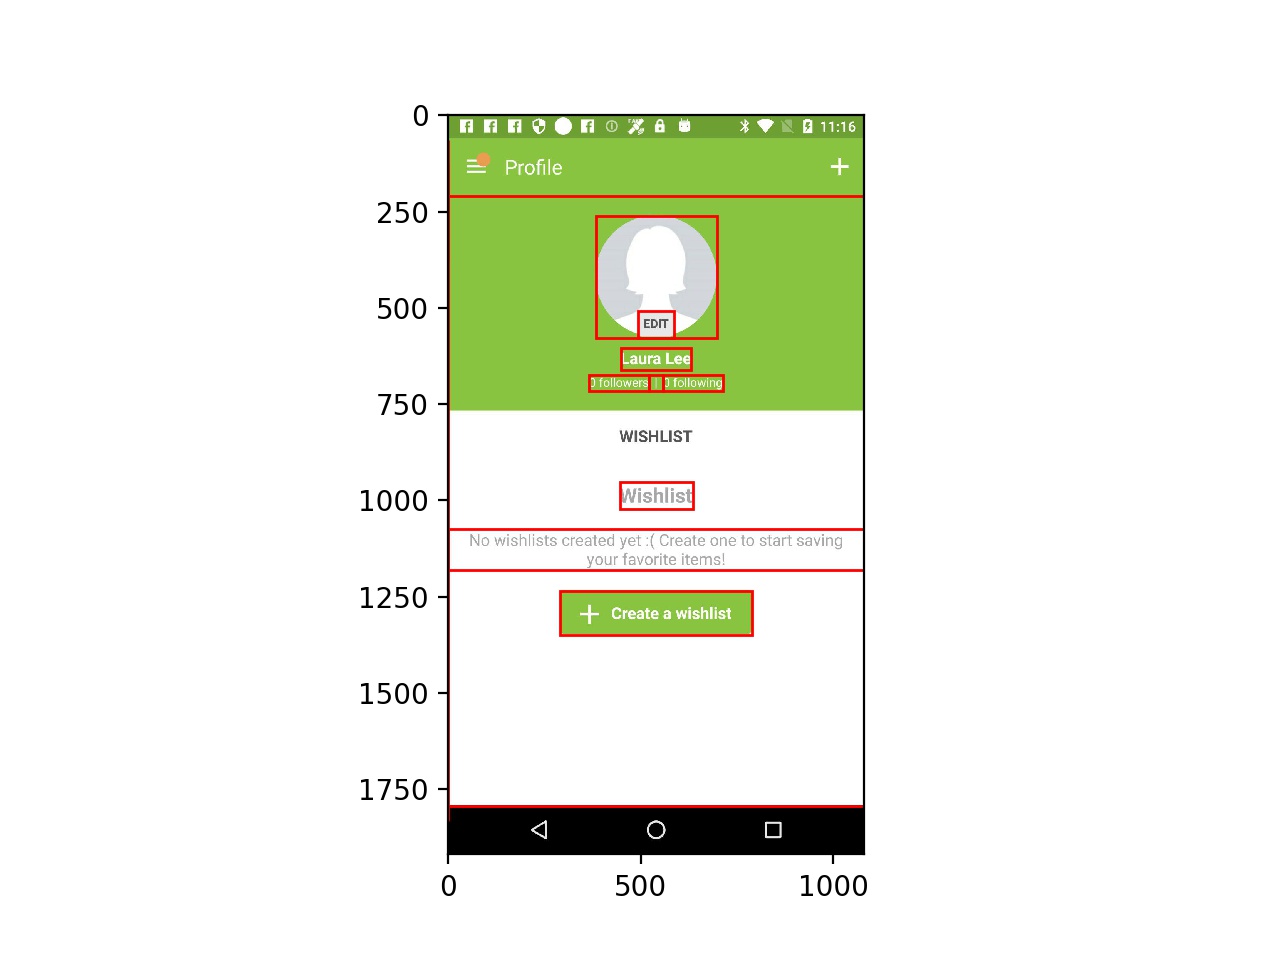 0
11:16
Profile
250
500
EDIT
Laura Lee
0 followers | 0 following
750
WISHLIST
1000
Wishlist
No wishlists created yet :( Create one to start saving
your favorite items!
1250
Create a wishlist
1500
1750
0 500 1000